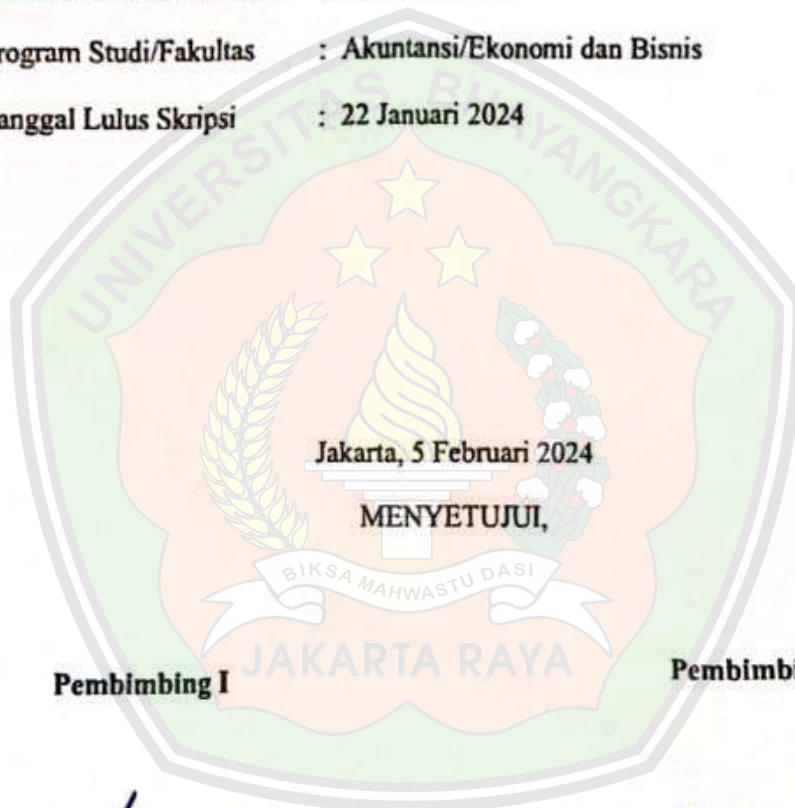 rogram Studi/Fakultas : Akuntansi/Ekonomi dan Bisnis
anggal Lulus Skripsi : 22 Januari 2024
UNIVERSITAS BHAYANGKARA
Jakarta, 5 Februari 2024
MENYETUJUI,
BIKSA MAHWASTU DASI
JAKARTA RAYA
Pembimbing I Pembimbi